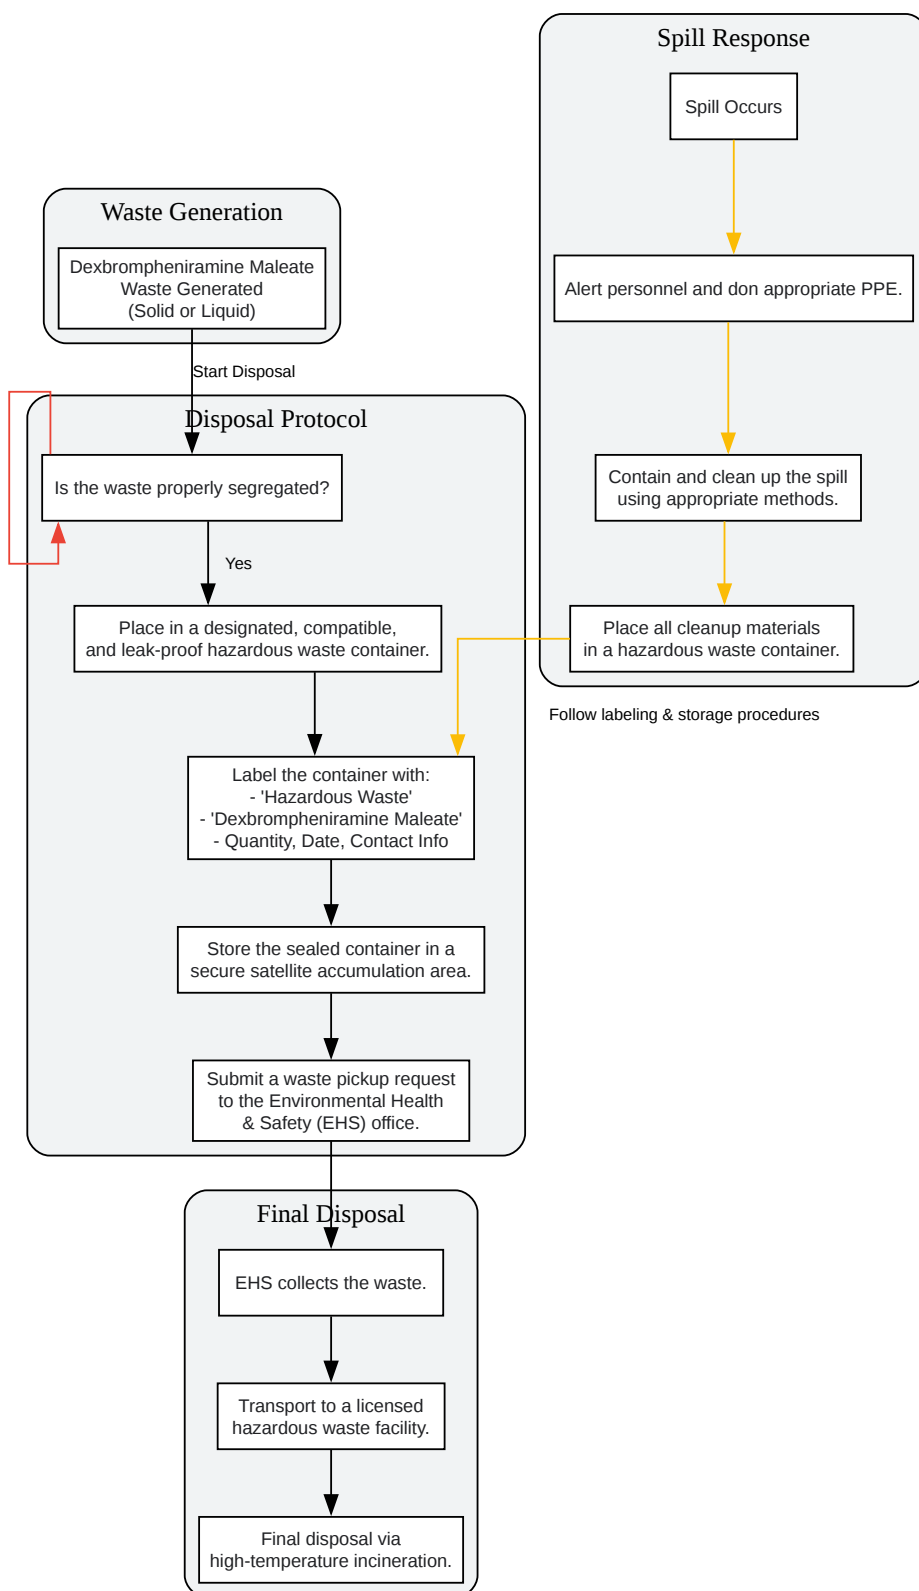 Spill Response
Spill Occurs
Alert personnel and don appropriate PPE.
Contain and clean up the spill
using appropriate methods.
Place all cleanup materials
in a hazardous waste container.
Follow labeling & storage procedures
Waste Generation
Dexbrompheniramine Maleate
Waste Generated
(Solid or Liquid)
Start Disposal
Disposal Protocol
Is the waste properly segregated?
Yes
Place in a designated, compatible,
and leak-proof hazardous waste container.
Label the container with:
- 'Hazardous Waste'
- 'Dexbrompheniramine Maleate'
- Quantity, Date, Contact Info
Store the sealed container in a
secure satellite accumulation area.
Submit a waste pickup request
to the Environmental Health
& Safety (EHS) office.
Final Disposal
EHS collects the waste.
Transport to a licensed
hazardous waste facility.
Final disposal via
high-temperature incineration.